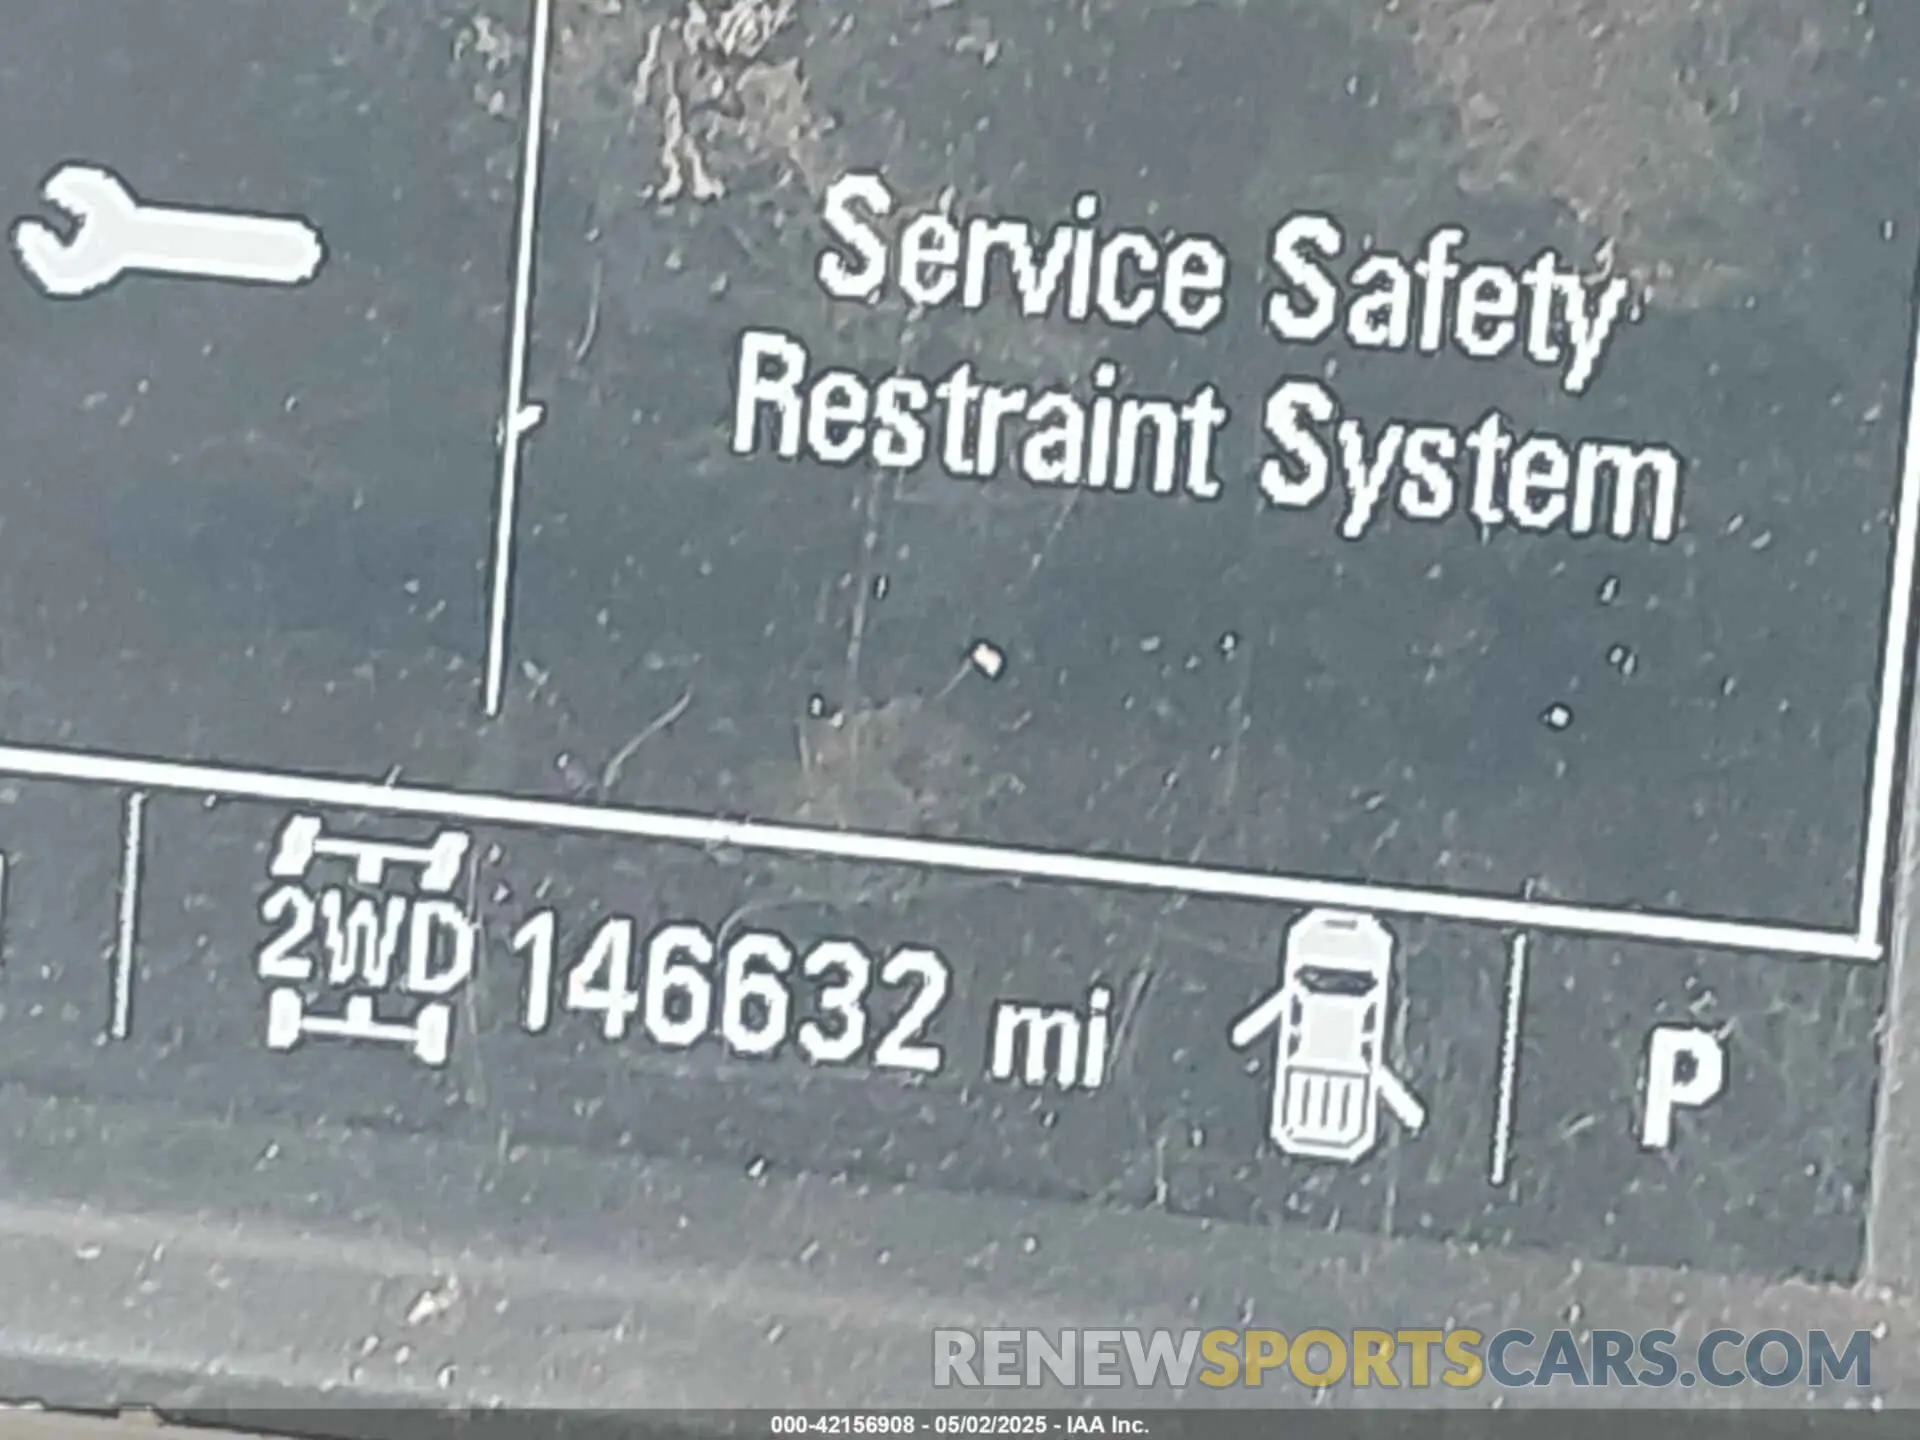 Service Safety
Restraint System
2WD 146632 mi P
RENEWSPORTSCARS.COM
000-42156908 - 05/02/2025 - IAA Inc.